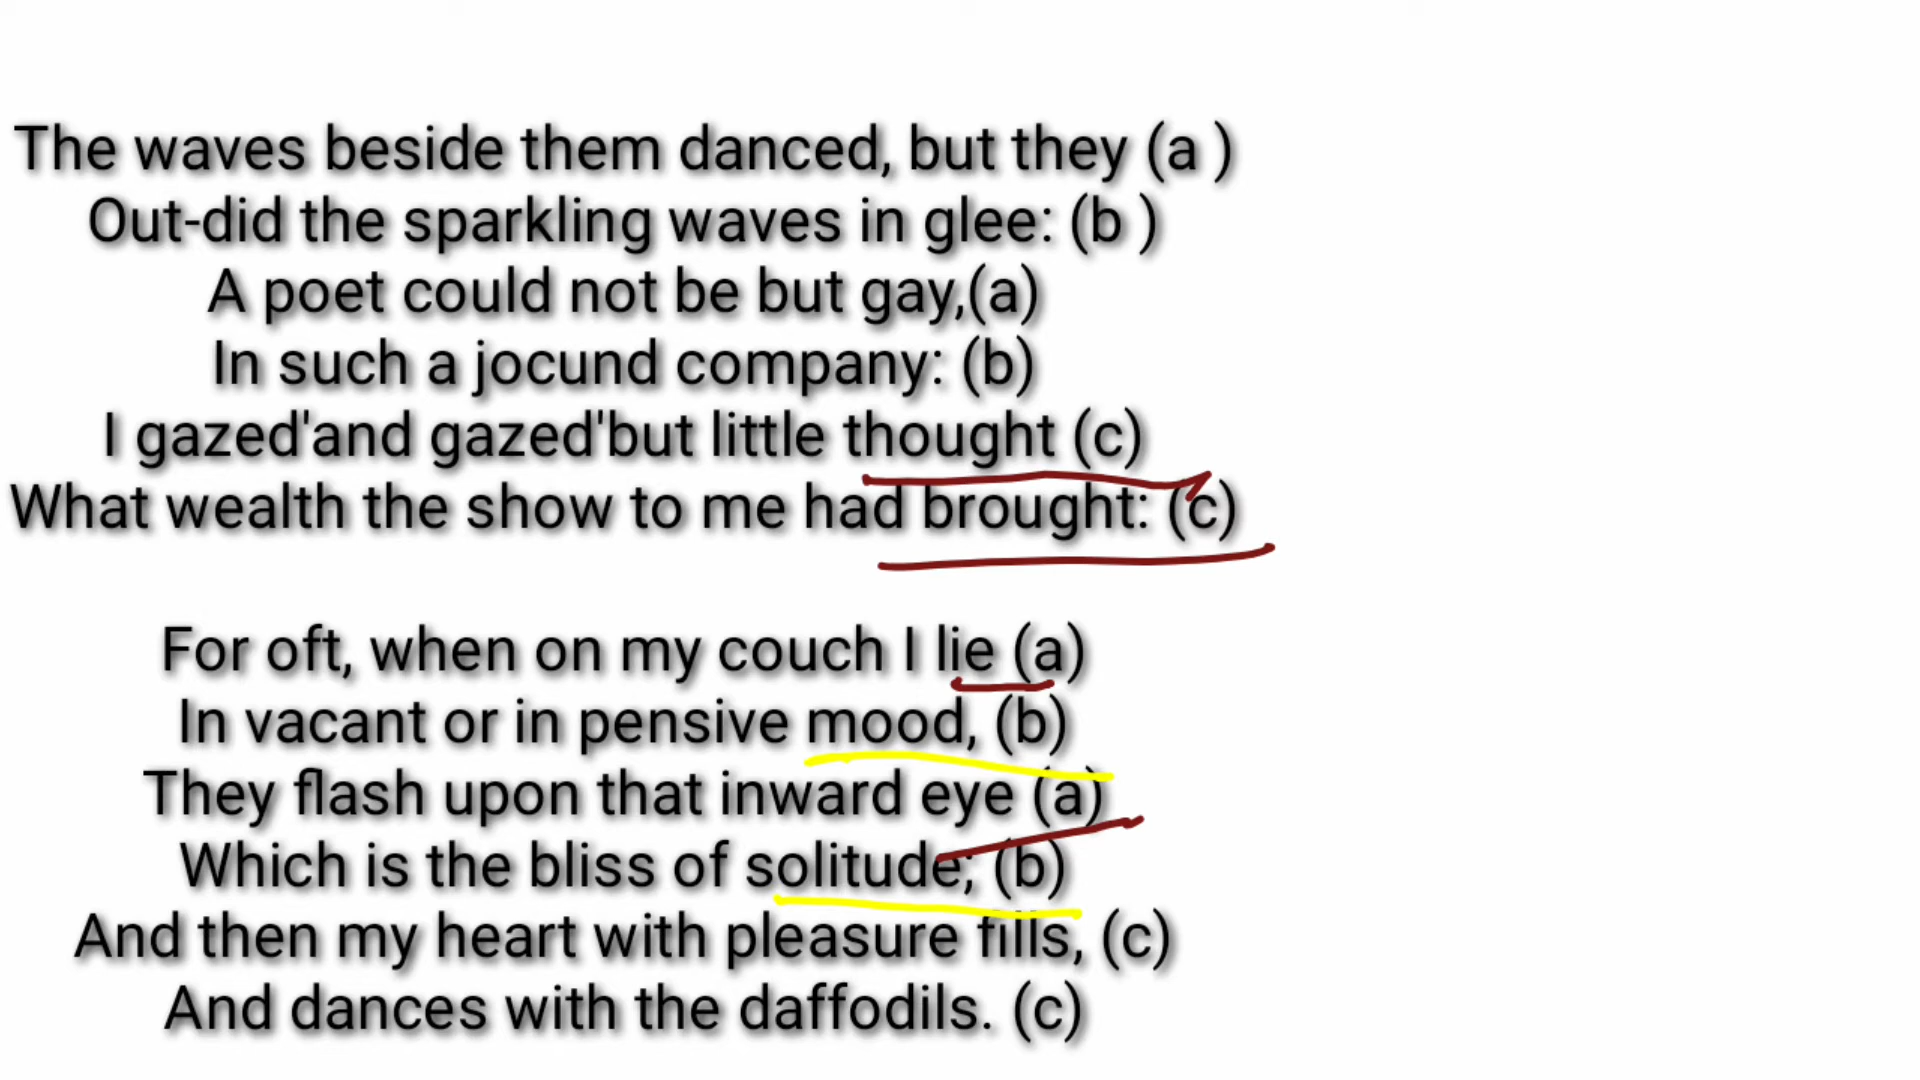 The waves beside them danced, but they (a )
Out-did the sparkling waves in glee: (b )
A poet could not be but gay,(a)
In such a jocund company: (b)
I gazed'and gazed'but little thought (c)
What wealth the show to me had brought: (c)
For oft, when on my couch I lie (a)
In vacant or in pensive mood, (b)
They flash upon that inward eye (a)
Which is the bliss of solitude; (b)
And then my heart with pleasure fills, (c)
And dances with the daffodils. (c)